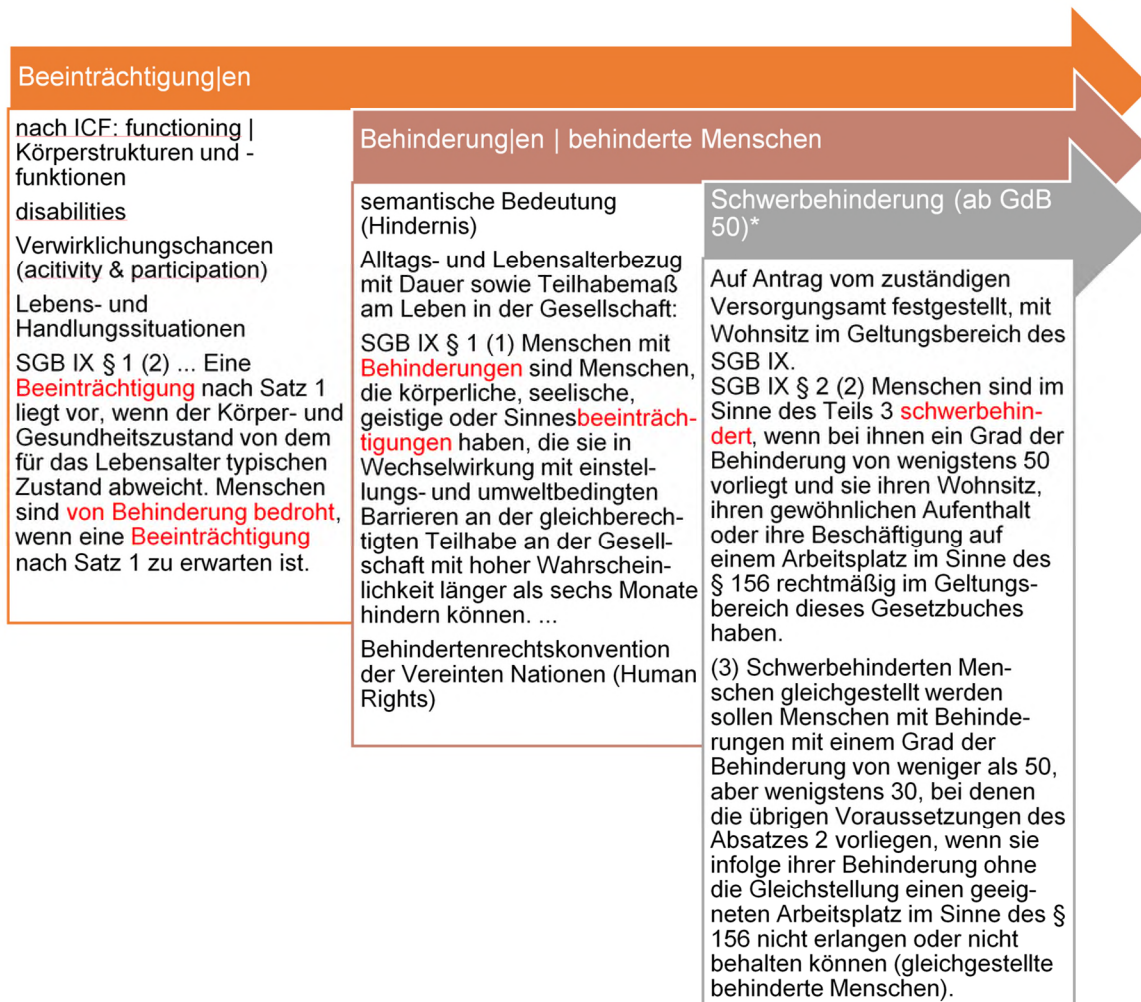 Beeinträchtigung|en
nach ICF: functioning |
Körperstrukturen und -
funktionen
disabilities
Verwirklichungschancen
(acitivity & participation)
Lebens- und
Handlungssituationen
SGB IX § 1 (2) ... Eine
Beeinträchtigung nach Satz 1
liegt vor, wenn der Körper- und
Gesundheitszustand von dem
für das Lebensalter typischen
Zustand abweicht. Menschen
sind von Behinderung bedroht,
wenn eine Beeinträchtigung
nach Satz 1 zu erwarten ist.
Behinderung|en | behinderte Menschen
semantische Bedeutung
(Hindernis)
Alltags- und Lebensalterbezug
mit Dauer sowie Teilhabemaß
am Leben in der Gesellschaft:
SGB IX § 1 (1) Menschen mit
Behinderungen sind Menschen,
die körperliche, seelische,
geistige oder Sinnesbeeinträch-
tigungen haben, die sie in
Wechselwirkung mit einstel-
lungs- und umweltbedingten
Barrieren an der gleichberech-
tigten Teilhabe an der Gesell-
schaft mit hoher Wahrschein-
lichkeit länger als sechs Monate
hindern können. ...
Behindertenrechtskonvention
der Vereinten Nationen (Human
Rights)
Schwerbehinderung (ab GdB
50)*
Auf Antrag vom zuständigen
Versorgungsamt festgestellt, mit
Wohnsitz im Geltungsbereich des
SGB IX.
SGB IX § 2 (2) Menschen sind im
Sinne des Teils 3 schwerbehin-
dert, wenn bei ihnen ein Grad der
Behinderung von wenigstens 50
vorliegt und sie ihren Wohnsitz,
ihren gewöhnlichen Aufenthalt
oder ihre Beschäftigung auf
einem Arbeitsplatz im Sinne des
§ 156 rechtmäßig im Geltungs-
bereich dieses Gesetzbuches
haben.
(3) Schwerbehinderten Men-
schen gleichgestellt werden
sollen Menschen mit Behinde-
rungen mit einem Grad der
Behinderung von weniger als 50,
aber wenigstens 30, bei denen
die übrigen Voraussetzungen des
Absatzes 2 vorliegen, wenn sie
infolge ihrer Behinderung ohne
die Gleichstellung einen geeig-
neten Arbeitsplatz im Sinne des §
156 nicht erlangen oder nicht
behalten können (gleichgestellte
behinderte Menschen).